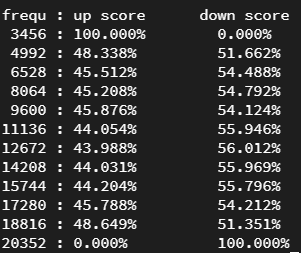 frequ : up score down score
3456 : 100.000% 0.000%
4992 : 48.338% 51.662%
6528 : 45.512% 54.488%
8064 : 45.208% 54.792%
9600 : 45.876% 54.124%
11136 : 44.054% 55.946%
12672 : 43.988% 56.012%
14208 : 44.031% 55.969%
15744 : 44.204% 55.796%
17280 : 45.788% 54.212%
18816 : 48.649% 51.351%
20352 : 0.000% 100.000%